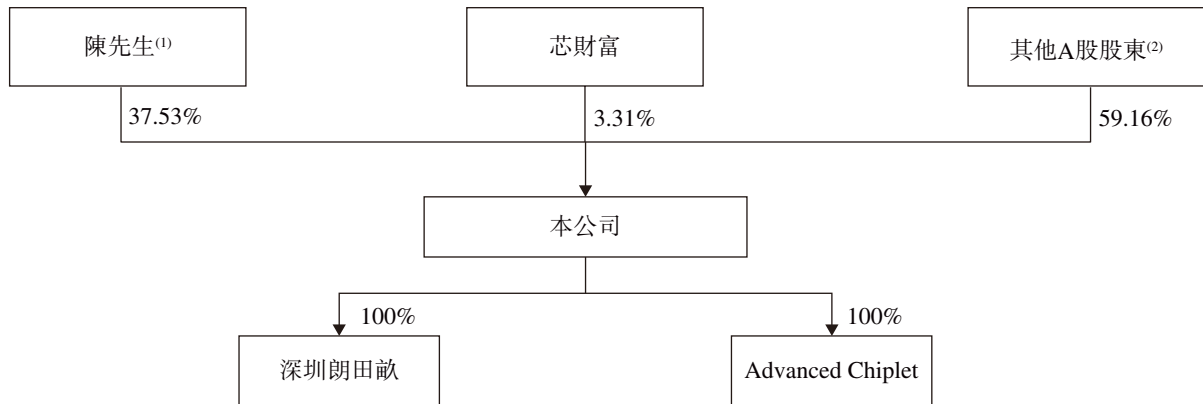 陳先生(1)
芯財富
其他A股股東(2)
37.53%
3.31%
59.16%
本公司
100%
100%
深圳朗田畝
Advanced Chiplet